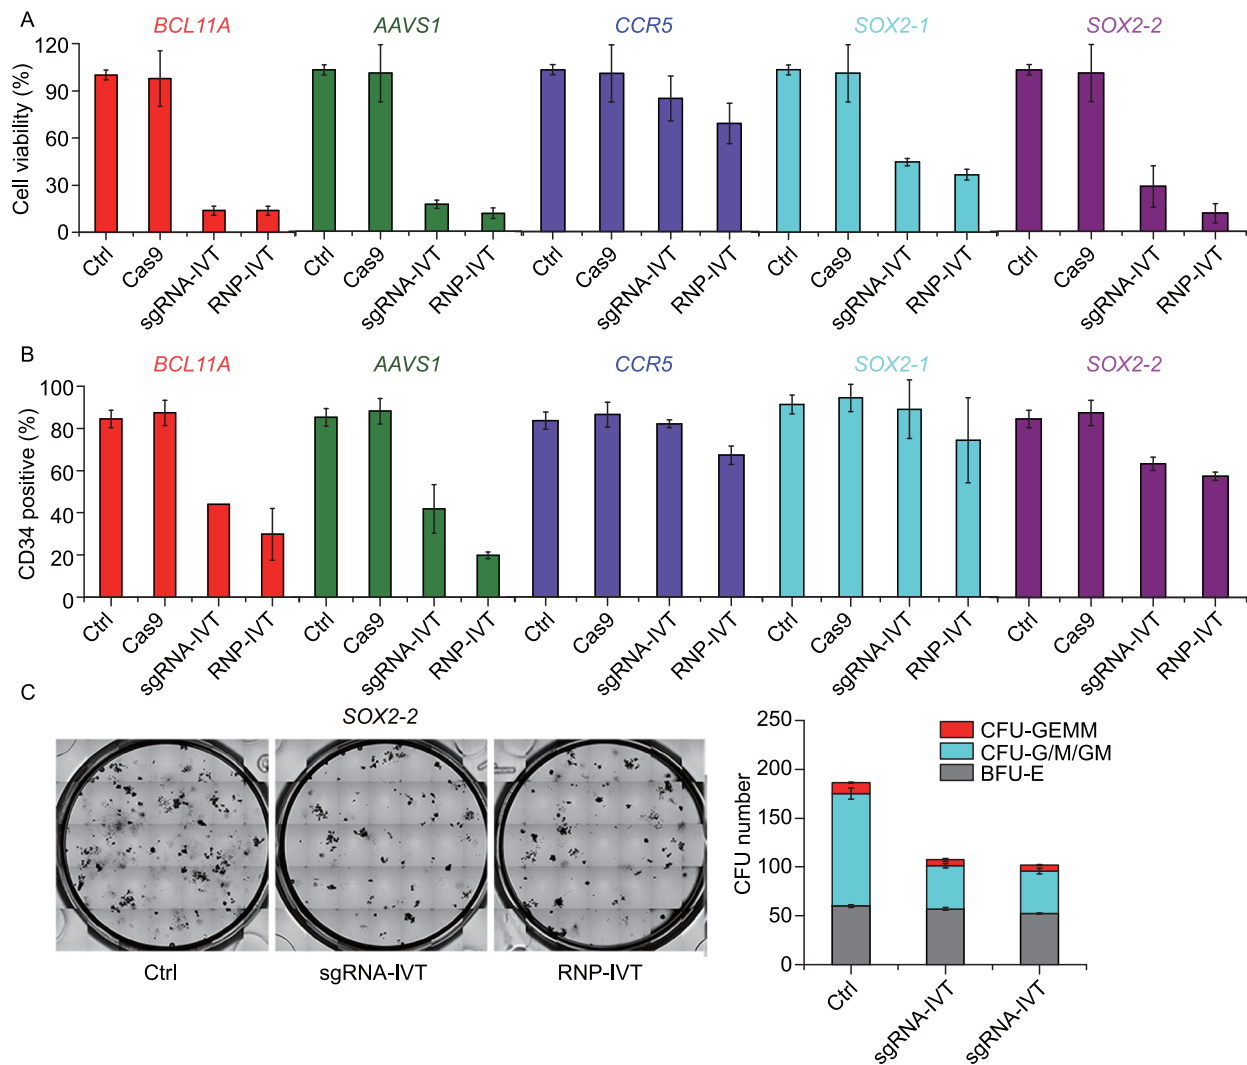 A
BCL11A AAVS1 CCR5 SOX2-1 SOX2-2
Cell viability (%)
120
90
60
30
0
Ctrl Cas9 sgRNA-IVT RNP-IVT Ctrl Cas9 sgRNA-IVT RNP-IVT Ctrl Cas9 sgRNA-IVT RNP-IVT Ctrl Cas9 sgRNA-IVT RNP-IVT Ctrl Cas9 sgRNA-IVT RNP-IVT
B
BCL11A AAVS1 CCR5 SOX2-1 SOX2-2
CD34 positive (%)
100
80
60
40
20
0
Ctrl Cas9 sgRNA-IVT RNP-IVT Ctrl Cas9 sgRNA-IVT RNP-IVT Ctrl Cas9 sgRNA-IVT RNP-IVT Ctrl Cas9 sgRNA-IVT RNP-IVT Ctrl Cas9 sgRNA-IVT RNP-IVT
C
SOX2-2
Ctrl sgRNA-IVT RNP-IVT
CFU number
250
200
150
100
50
0
CFU-GEMM
CFU-G/M/GM
BFU-E
Ctrl sgRNA-IVT sgRNA-IVT